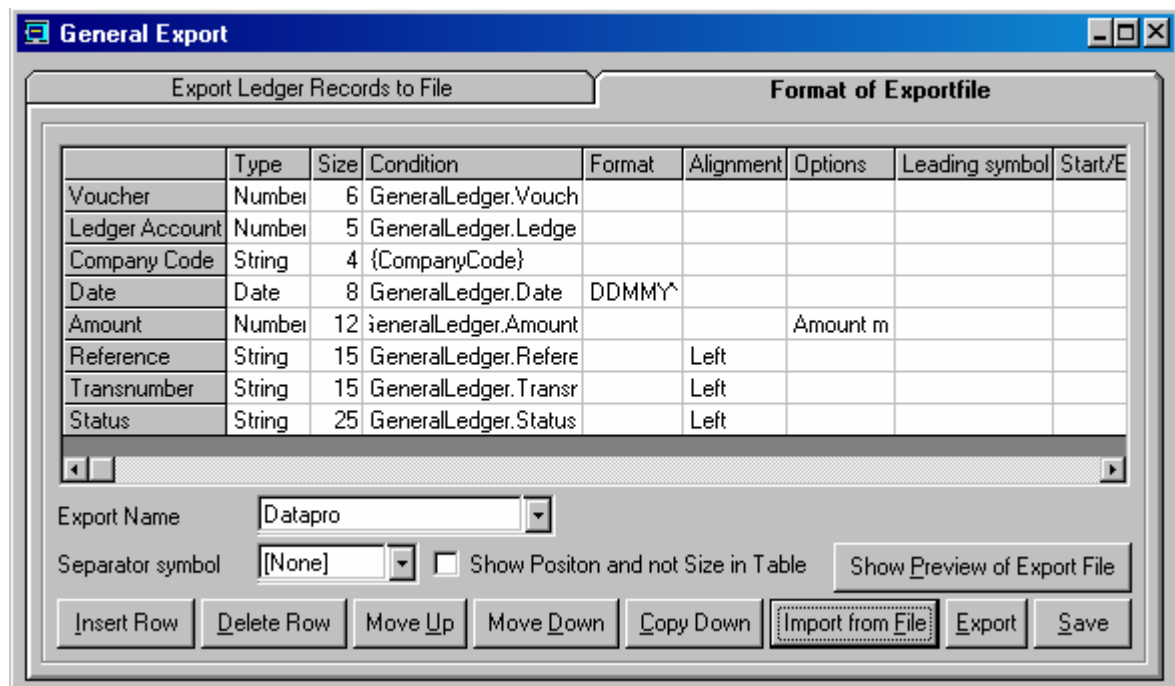 General Export
Export Ledger Records to File Format of Exportfile
Type Size Condition Format Alignment Options Leading symbol Start/E
Voucher Number 6 GeneralLedger.Vouch
Ledger Account Number 5 GeneralLedger.Ledge
Company Code String 4 {CompanyCode}
Date Date 8 GeneralLedger.Date DDMMY
Amount Number 12 GeneralLedger.Amount Amount m
Reference String 15 GeneralLedger.Refere Left
Transnumber String 15 GeneralLedger.Transr Left
Status String 25 GeneralLedger.Status Left
Export Name Datapro
Separator symbol [None] Show Positon and not Size in Table Show Preview of Export File
Insert Row Delete Row Move Up Move Down Copy Down Import from File Export Save